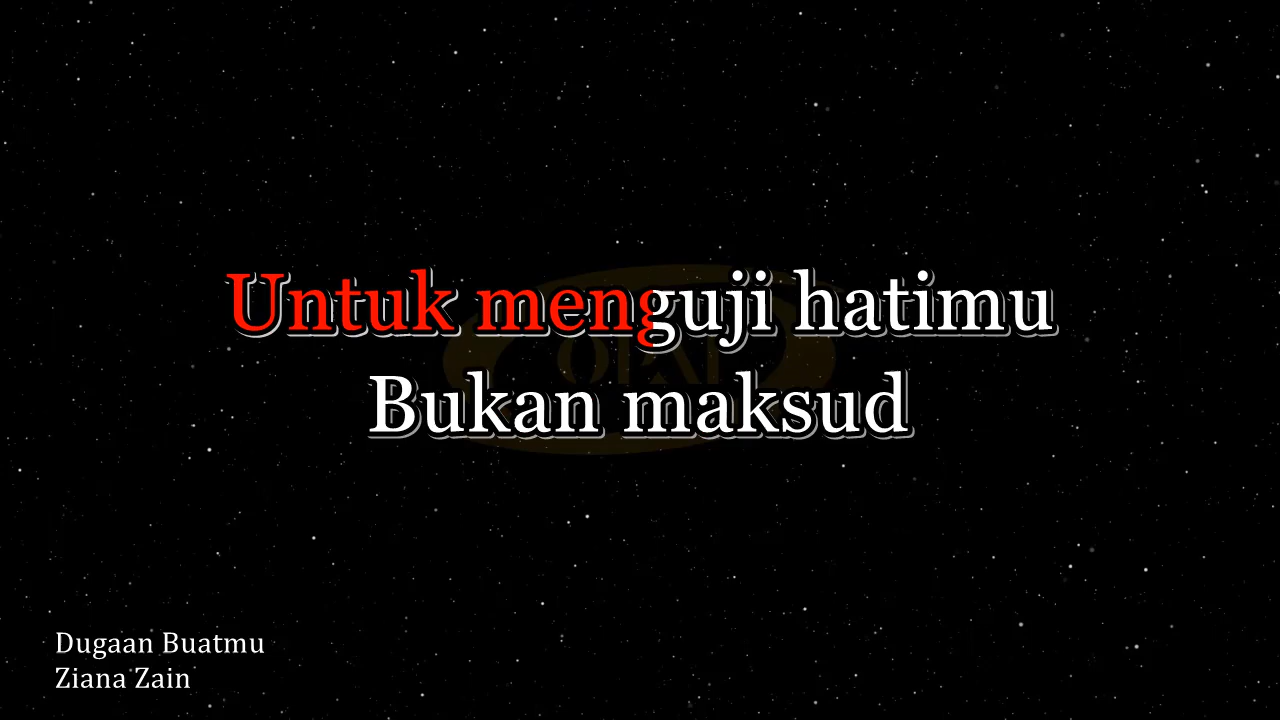 Untuk menguji hatimu
Bukan maksud
Dugaan Buatmu
Ziana Zain